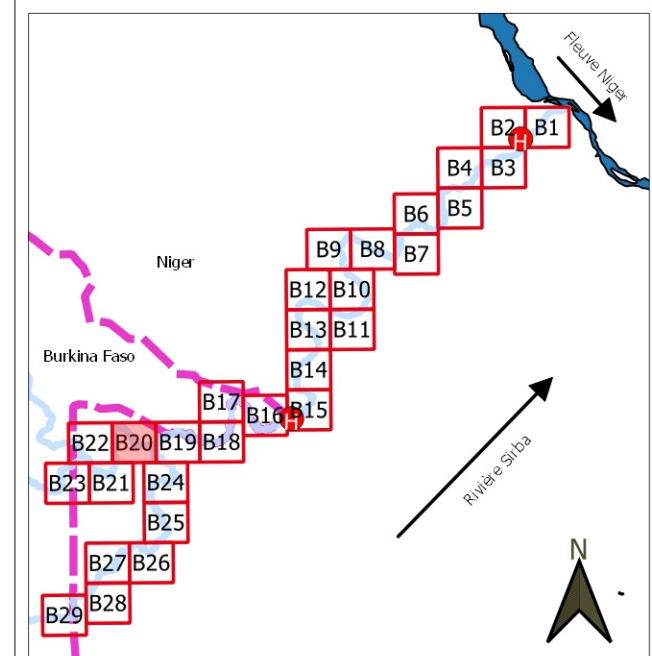 Fleuve Niger
B2 B1
H
B4 B3
B6 B5
B9 B8 B7
Niger
B12 B10
B13 B11
Burkina Faso
B14
B17 B16 B15
H
B22 B20 B19 B18
B23 B21 B24
Rivière Sirba
B25
B27 B26
N
B29 B28